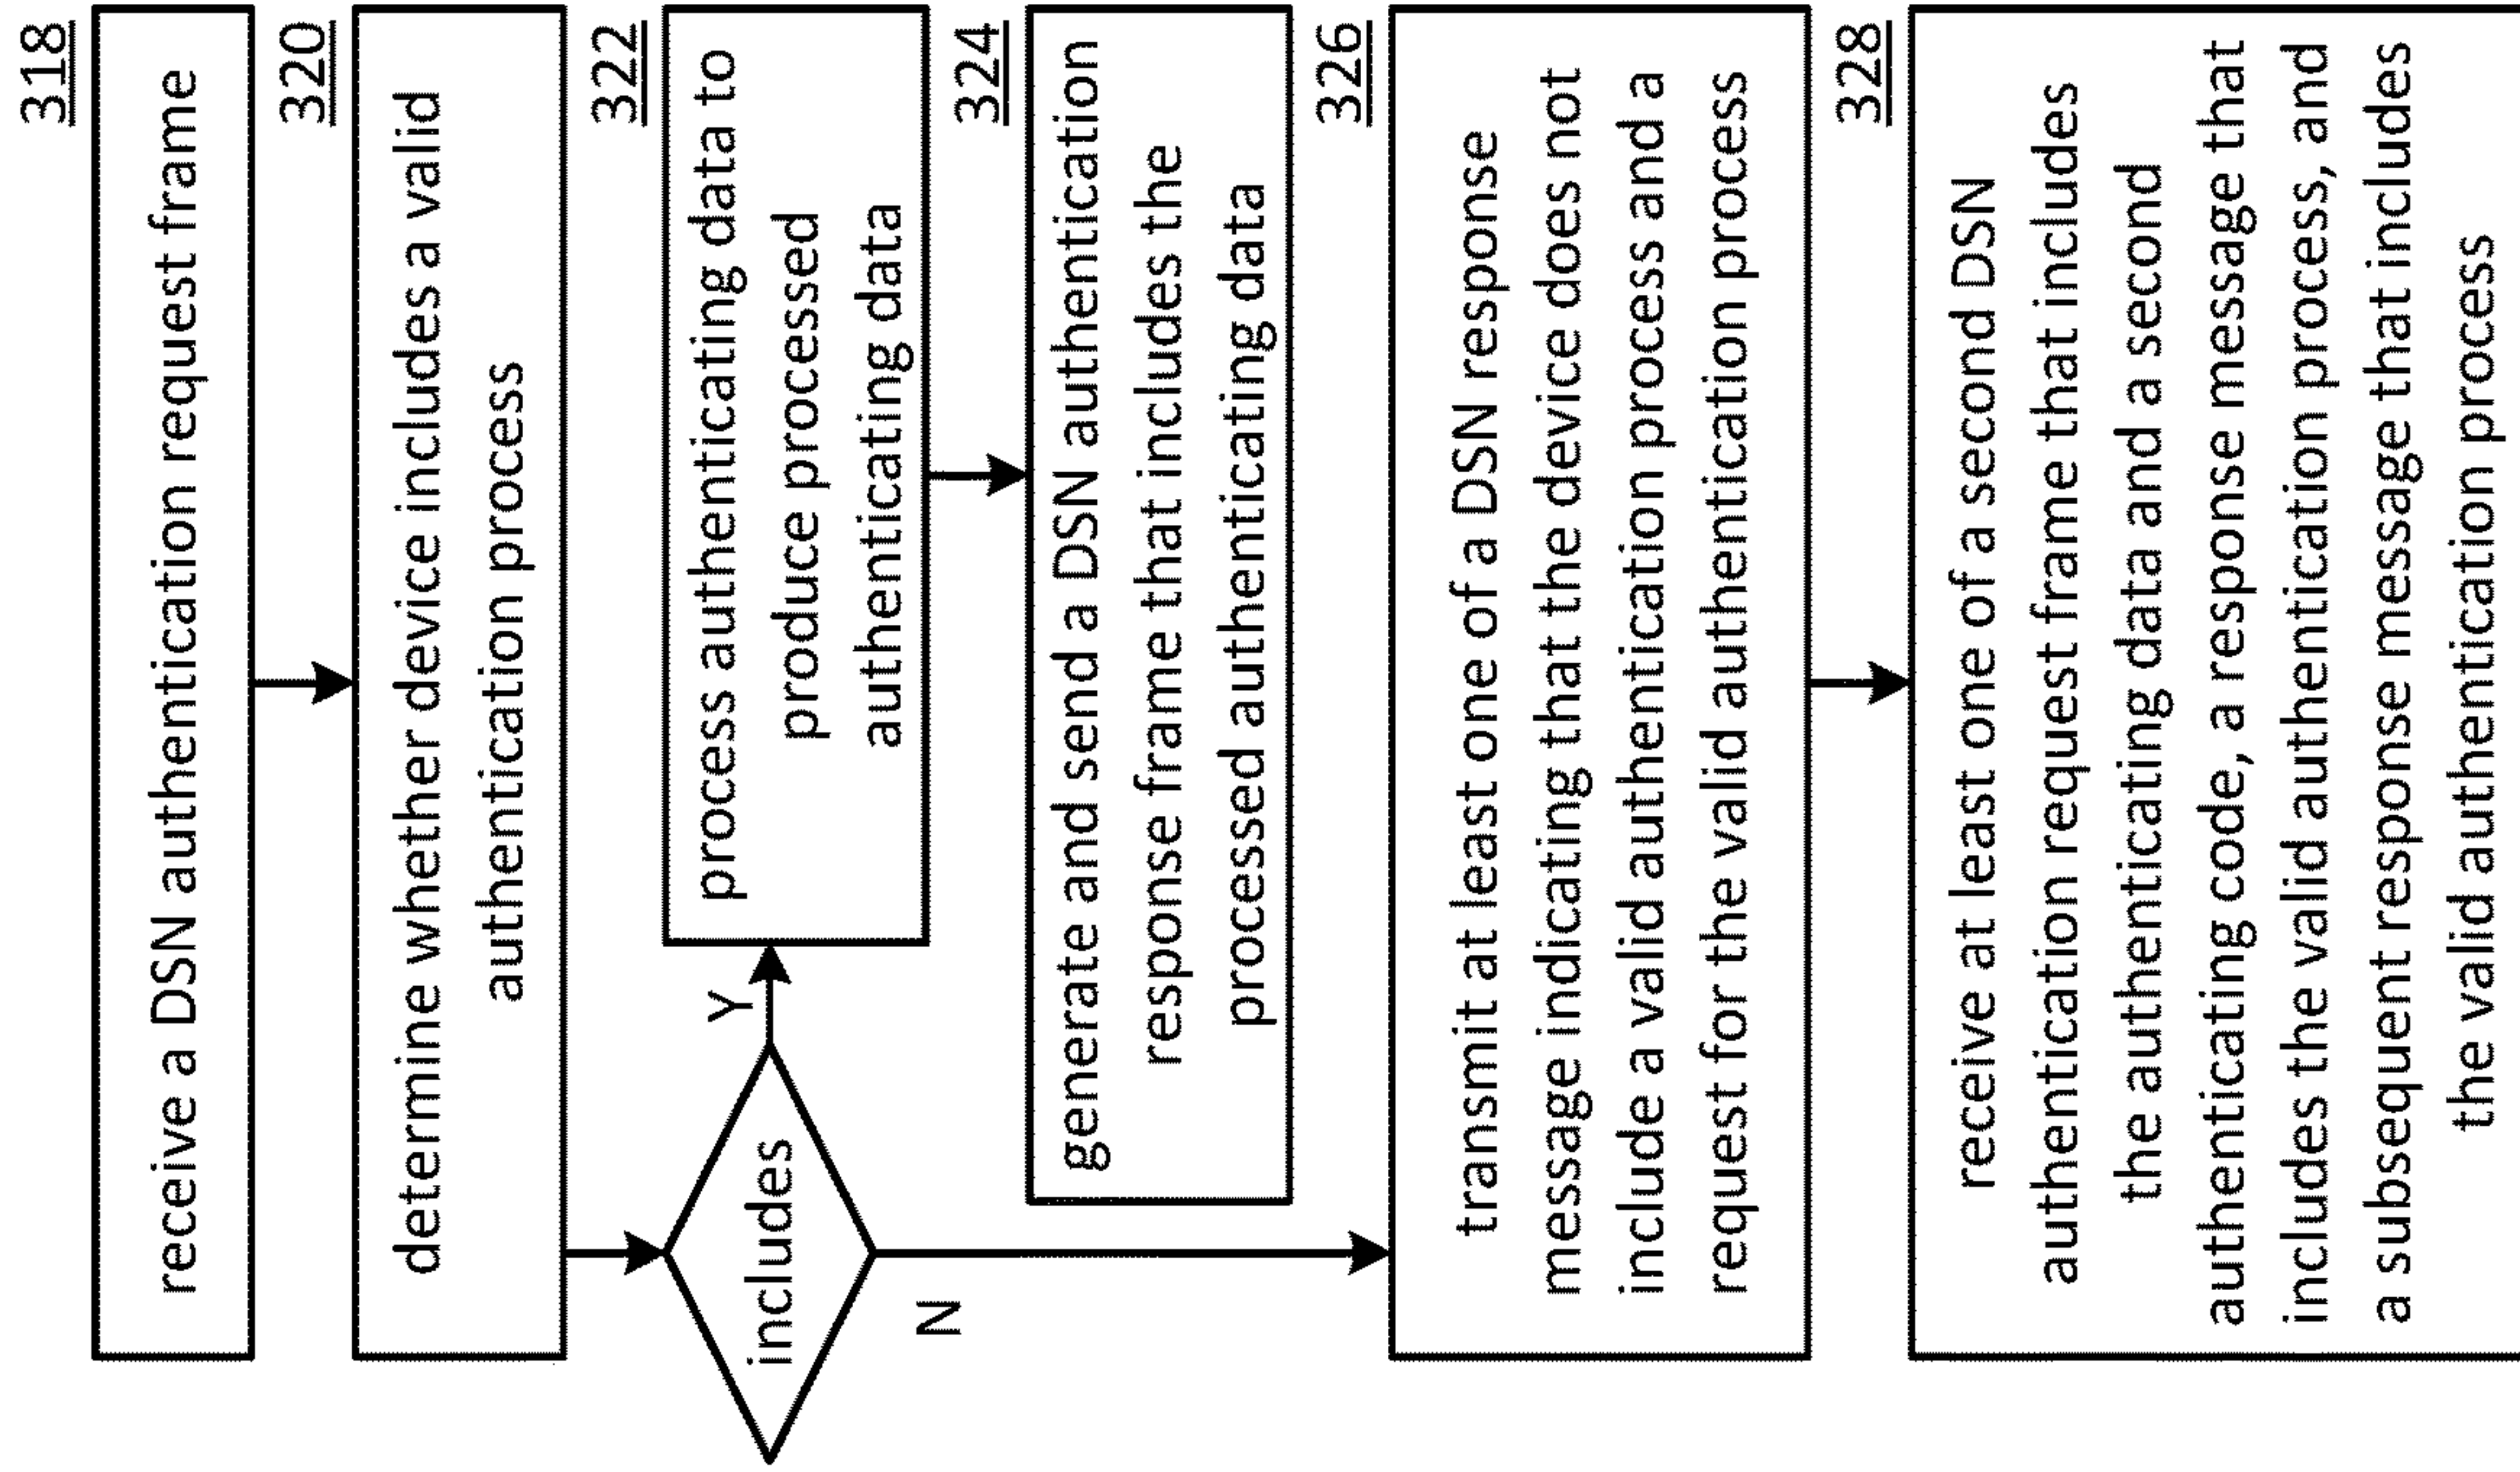 318
receive a DSN authentication request frame
320
determine whether device includes a valid
authentication process
includes
Y
N
322
process authenticating data to
produce processed
authenticating data
324
generate and send a DSN authentication
response frame that includes the
processed authenticating data
326
transmit at least one of a DSN response
message indicating that the device does not
include a valid authentication process and a
request for the valid authentication process
328
receive at least one of a second DSN
authentication request frame that includes
the authenticating data and a second
authenticating code, a response message that
includes the valid authentication process, and
a subsequent response message that includes
the valid authentication process